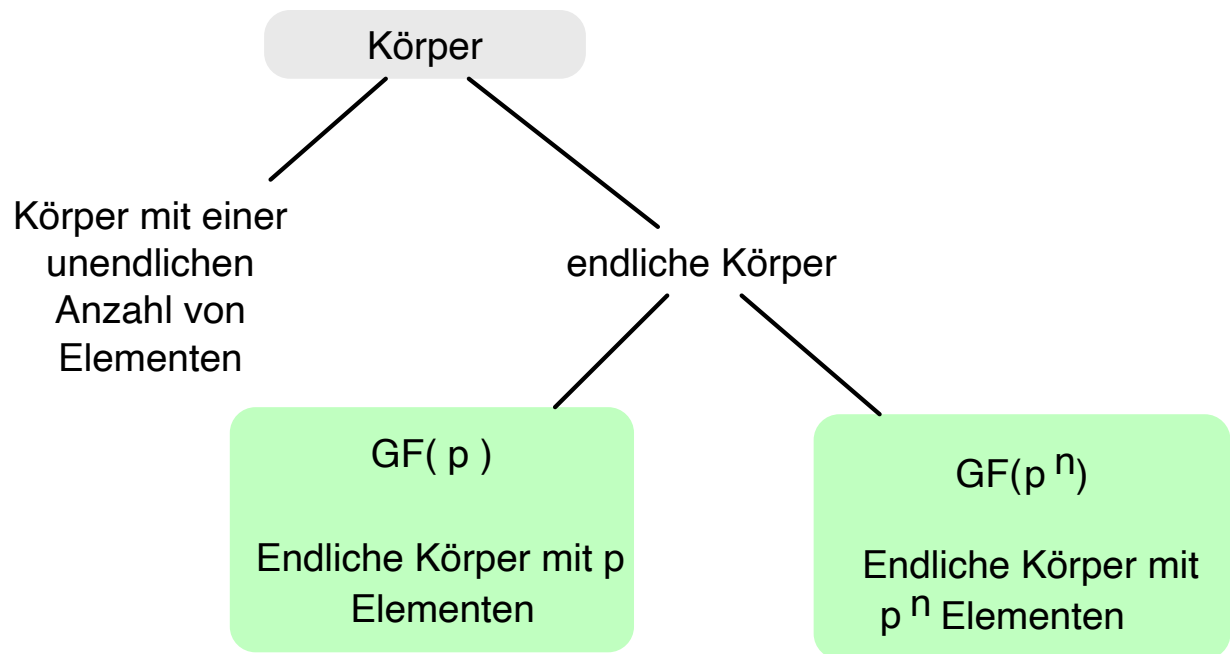 Körper
Körper mit einer
unendlichen
Anzahl von
Elementen
endliche Körper
GF( p )
Endliche Körper mit p
Elementen
GF(p n)
Endliche Körper mit
p n Elementen